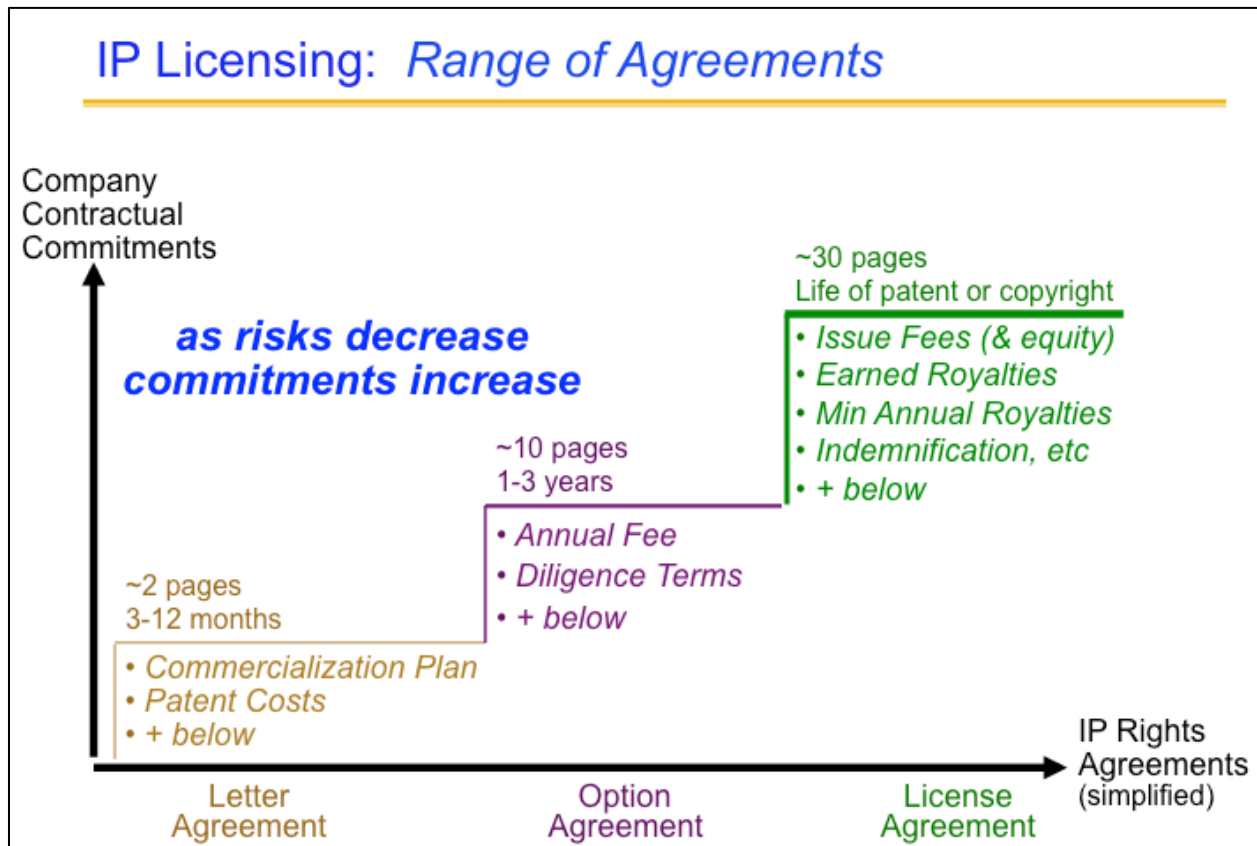 IP Licensing: Range of Agreements
Company
Contractual
Commitments
as risks decrease
commitments increase
~30 pages
Life of patent or copyright
• Issue Fees (& equity)
• Earned Royalties
• Min Annual Royalties
• Indemnification, etc
• + below
~10 pages
1-3 years
• Annual Fee
• Diligence Terms
• + below
~2 pages
3-12 months
• Commercialization Plan
• Patent Costs
• + below
IP Rights
Agreements
(simplified)
Letter
Agreement
Option
Agreement
License
Agreement